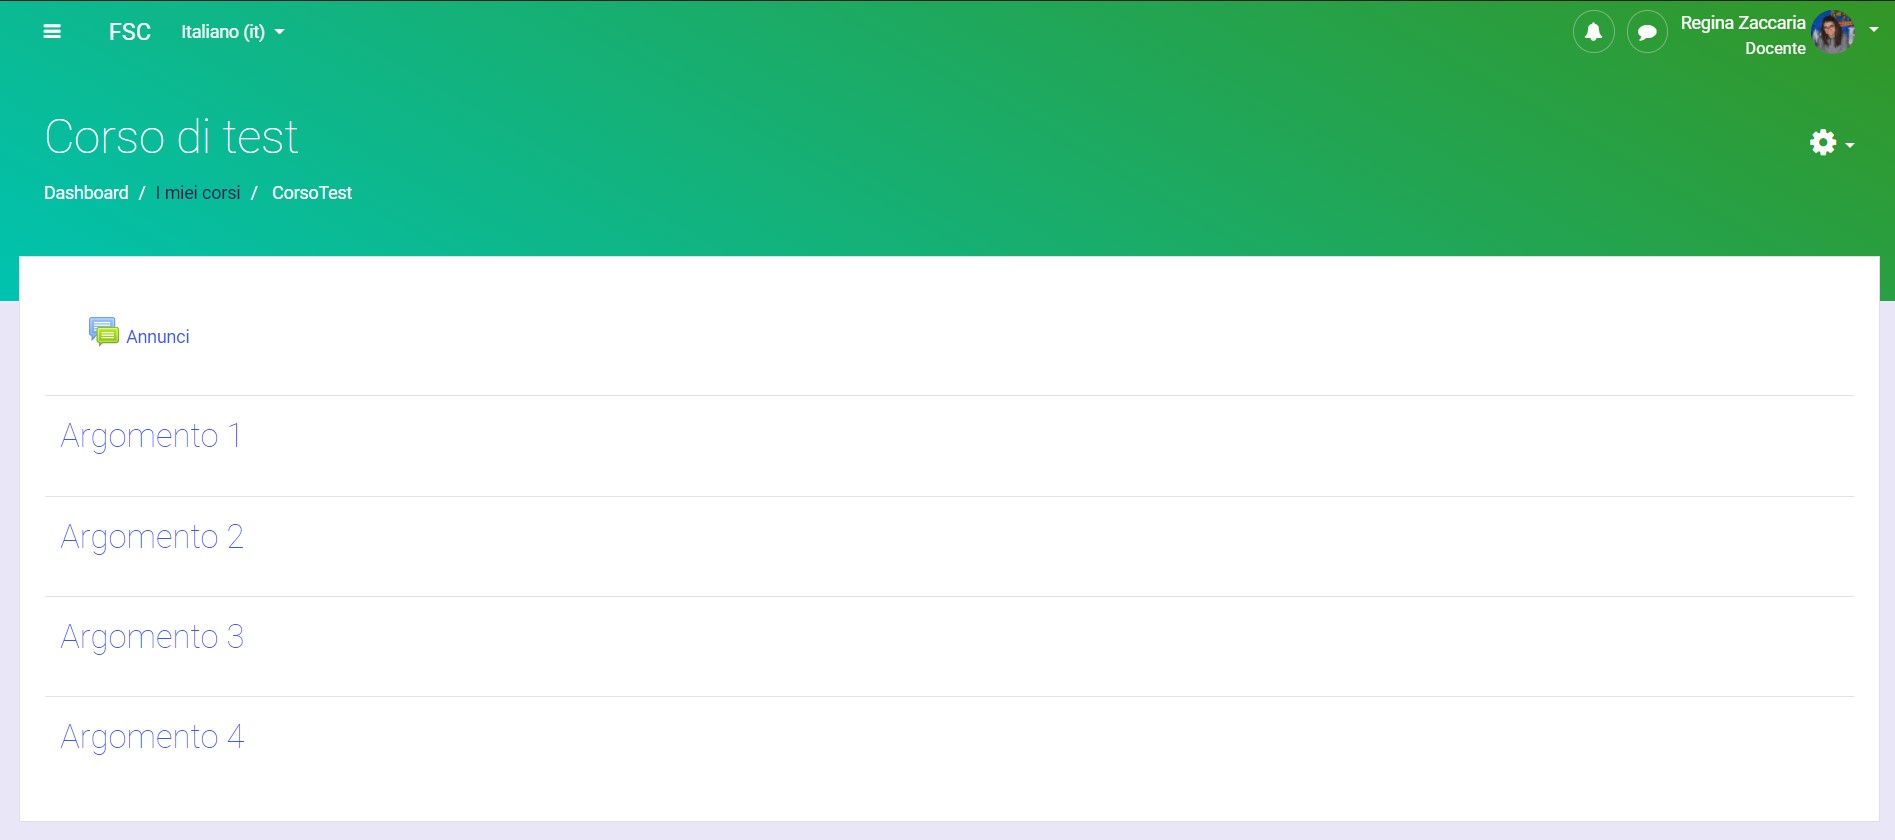 FSC Italiano (it)
Regina Zaccaria
Docente
Corso di test
Dashboard / I miei corsi / CorsoTest
Annunci
Argomento 1
Argomento 2
Argomento 3
Argomento 4